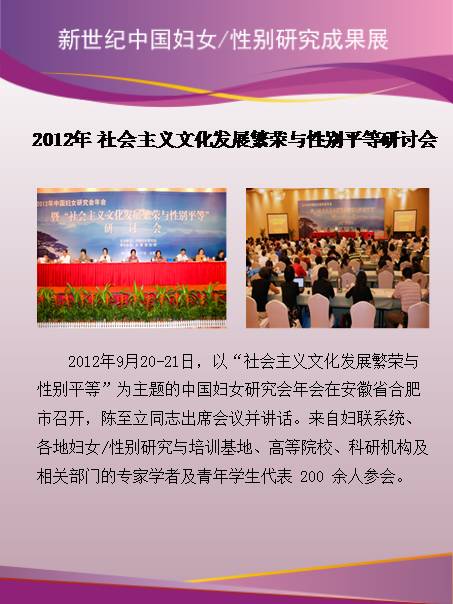 新世纪中国妇女/性别研究成果展
2012年 社会主义文化发展繁荣与性别平等研讨会
2012年中国妇女研究会年会
暨“社会主义文化发展繁荣与性别平等”
研 讨 会
2012年9月20-21日，以“社会主义文化发展繁荣与
性别平等”为主题的中国妇女研究会年会在安徽省合肥
市召开，陈至立同志出席会议并讲话。来自妇联系统、
各地妇女/性别研究与培训基地、高等院校、科研机构及
相关部门的专家学者及青年学生代表 200 余人参会。